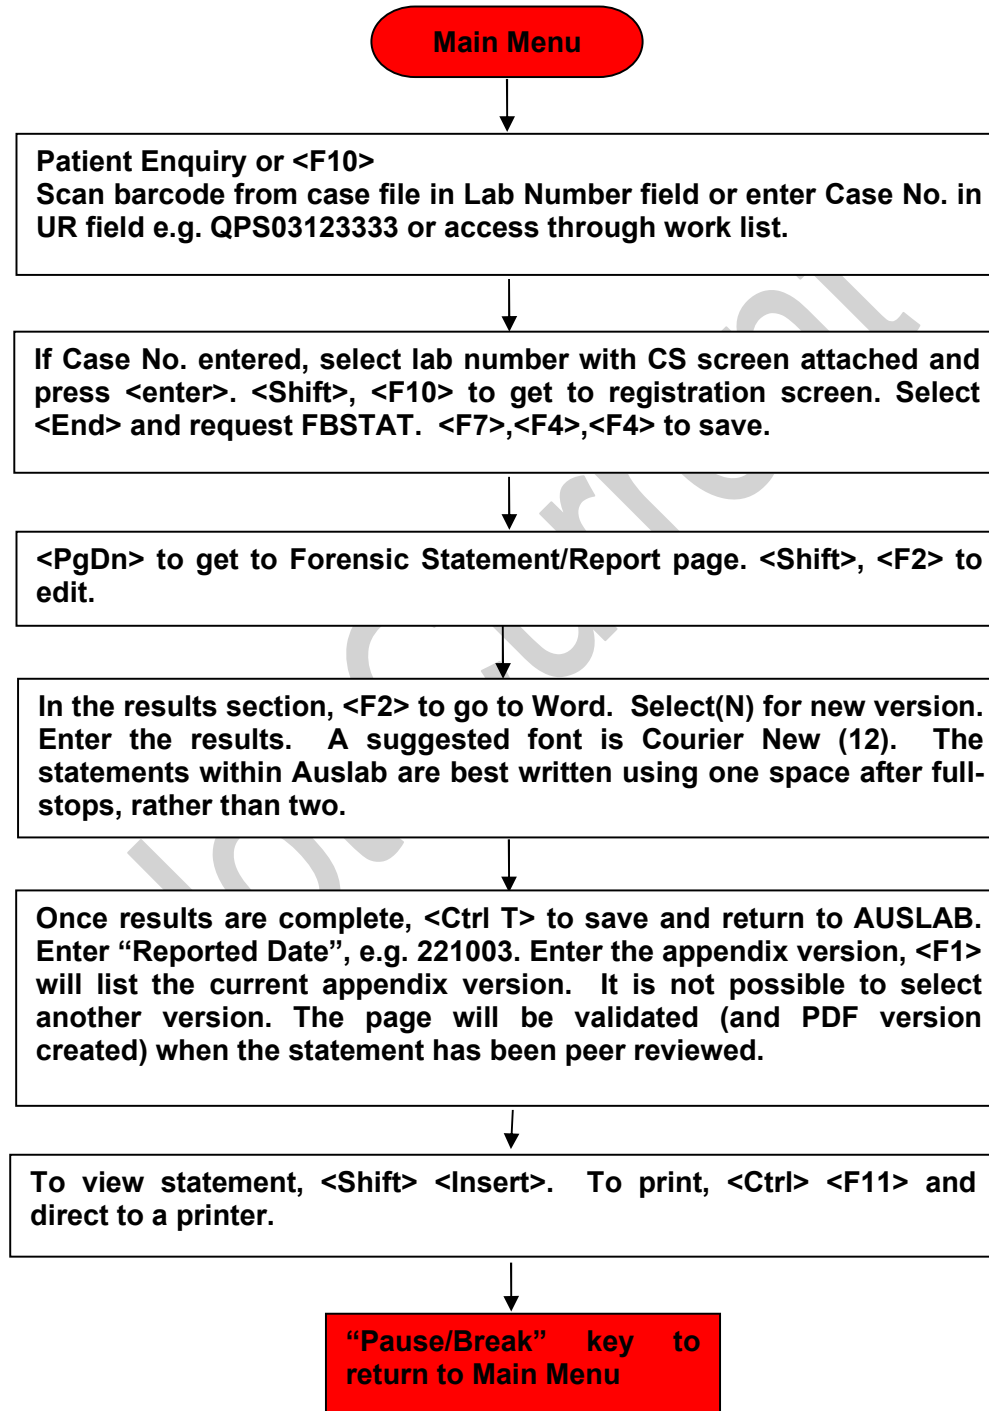 Main Menu
Patient Enquiry or <F10>
Scan barcode from case file in Lab Number field or enter Case No. in
UR field e.g. QPS03123333 or access through work list.
If Case No. entered, select lab number with CS screen attached and
press <enter>. <Shift>, <F10> to get to registration screen. Select
<End> and request FBSTAT. <F7>,<F4>,<F4> to save.
<PgDn> to get to Forensic Statement/Report page. <Shift>, <F2> to
edit.
In the results section, <F2> to go to Word. Select(N) for new version.
Enter the results. A suggested font is Courier New (12). The
statements within Auslab are best written using one space after full-
stops, rather than two.
Once results are complete, <Ctrl T> to save and return to AUSLAB.
Enter “Reported Date”, e.g. 221003. Enter the appendix version, <F1>
will list the current appendix version. It is not possible to select
another version. The page will be validated (and PDF version
created) when the statement has been peer reviewed.
To view statement, <Shift> <Insert>. To print, <Ctrl> <F11> and
direct to a printer.
“Pause/Break” key to
return to Main Menu